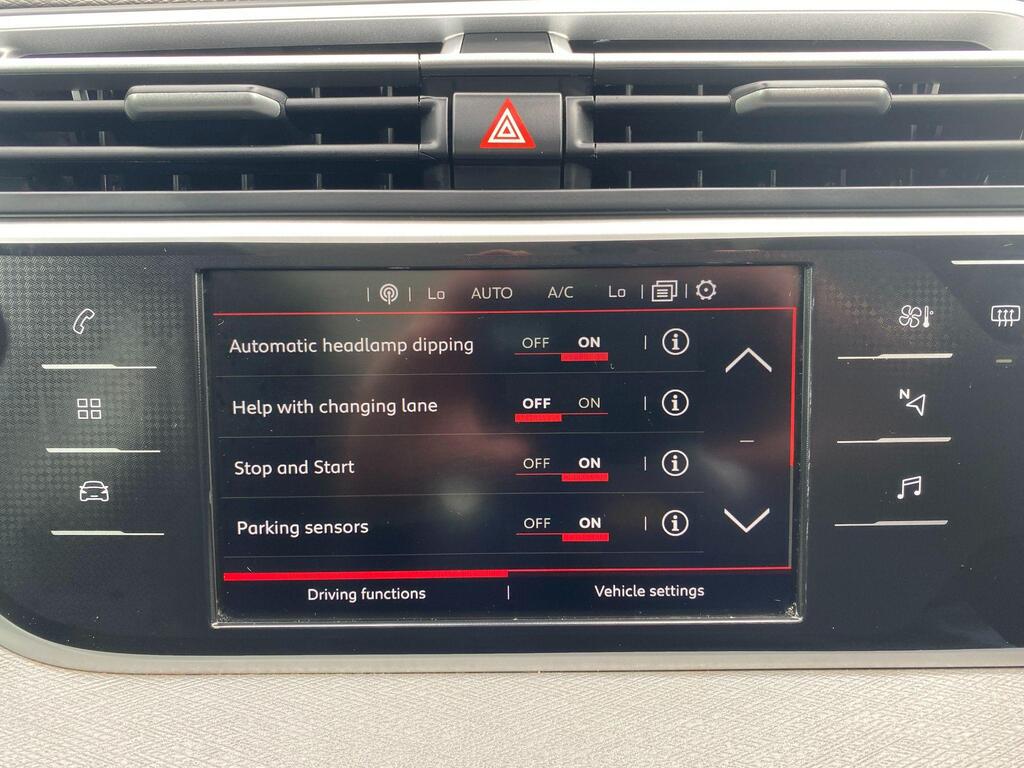 Lo AUTO A/C Lo
Automatic headlamp dipping OFF ON i
Help with changing lane OFF ON i
Stop and Start OFF ON i
Parking sensors OFF ON i
Driving functions | Vehicle settings
N